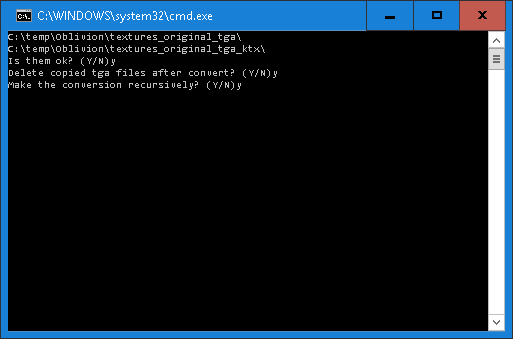 C:\WINDOWS\system32\cmd.exe
C:\temp\Oblivion\textures_original_tga\
C:\temp\Oblivion\textures_original_tga_ktx\
Is them ok? (Y/N)y
Delete copied tga files after convert? (Y/N)y
Make the conversion recursively? (Y/N)y